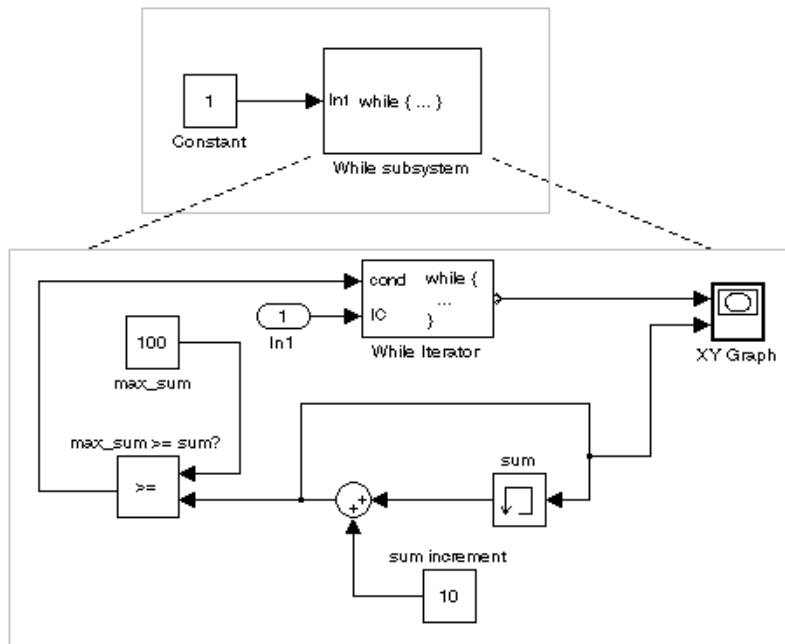 1
In1 while { ... }
Constant
While subsystem
cond while {
...
IC
}
1
In1
While Iterator
XY Graph
100
max_sum
max_sum >= sum?
>=
sum
+
+
sum increment
10